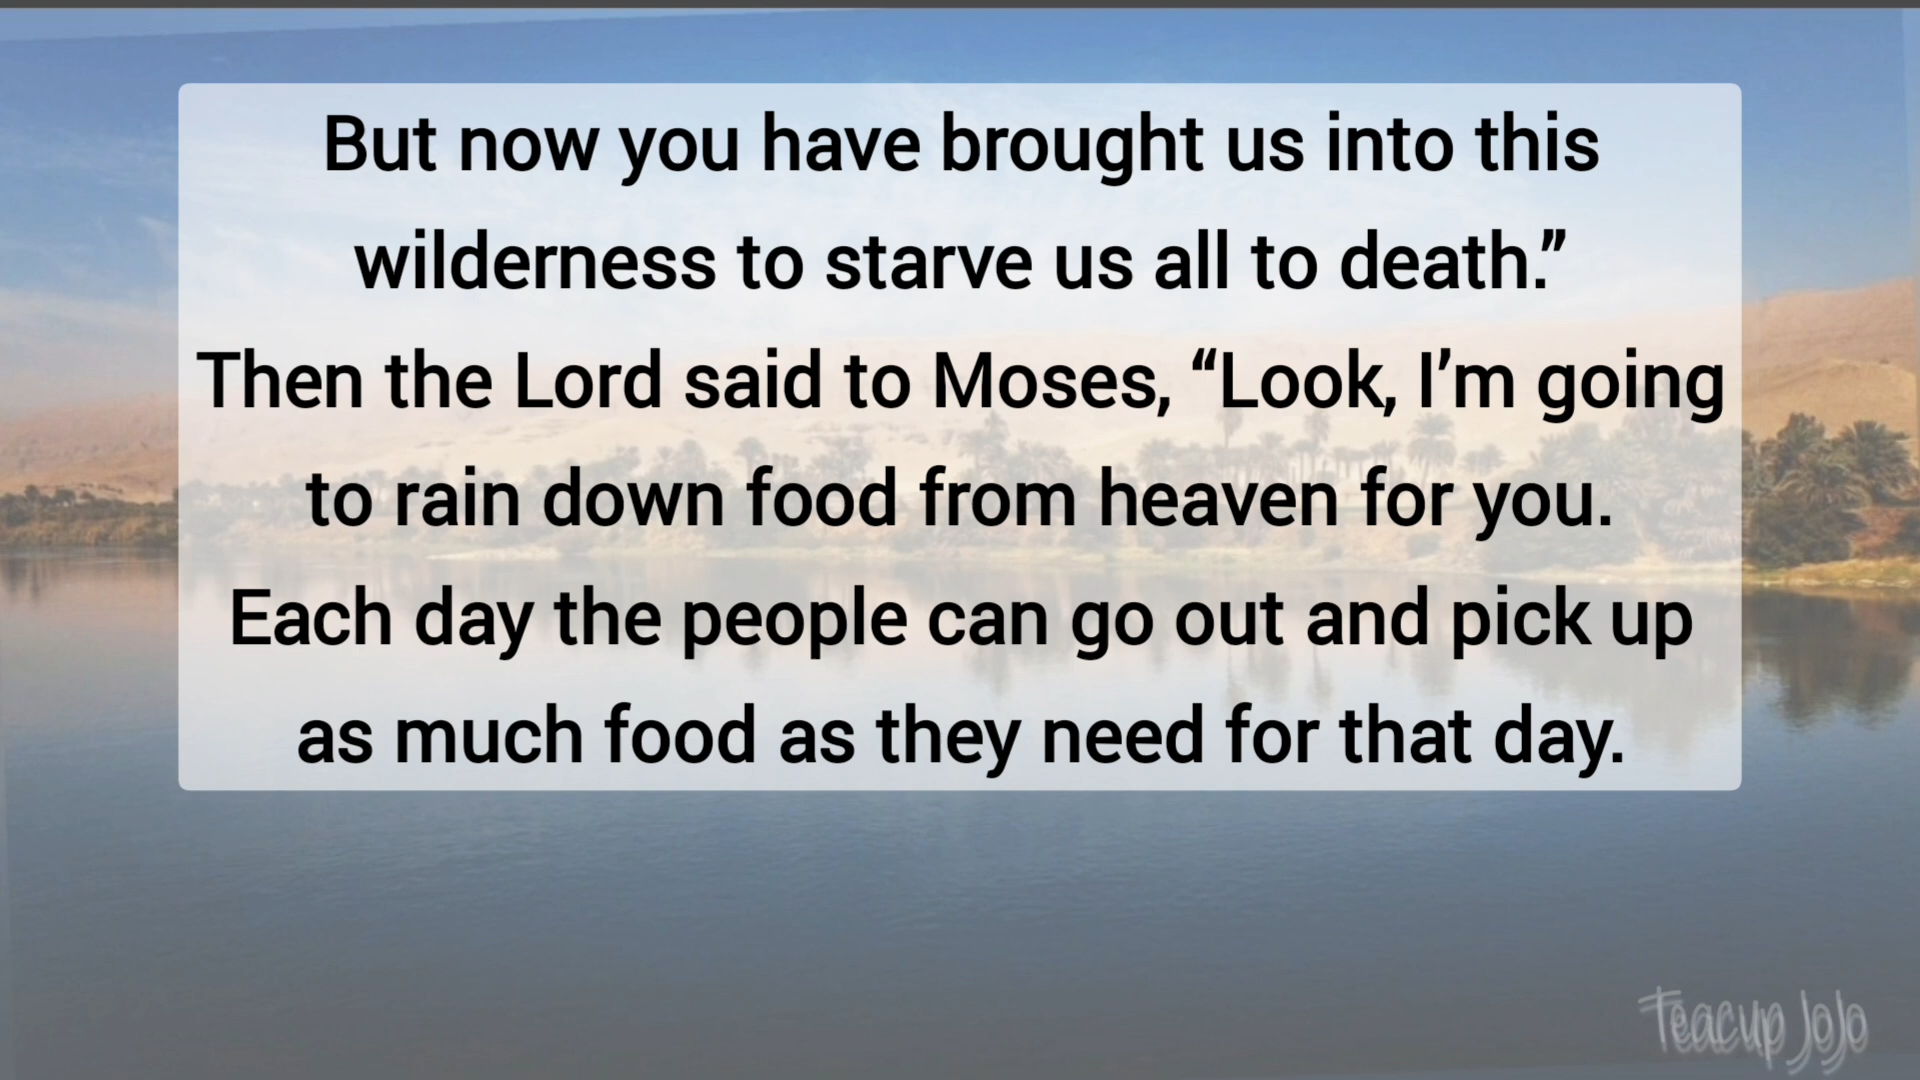 But now you have brought us into this
wilderness to starve us all to death.”
Then the Lord said to Moses, “Look, I’m going
to rain down food from heaven for you.
Each day the people can go out and pick up
as much food as they need for that day.
Teacup JoJo